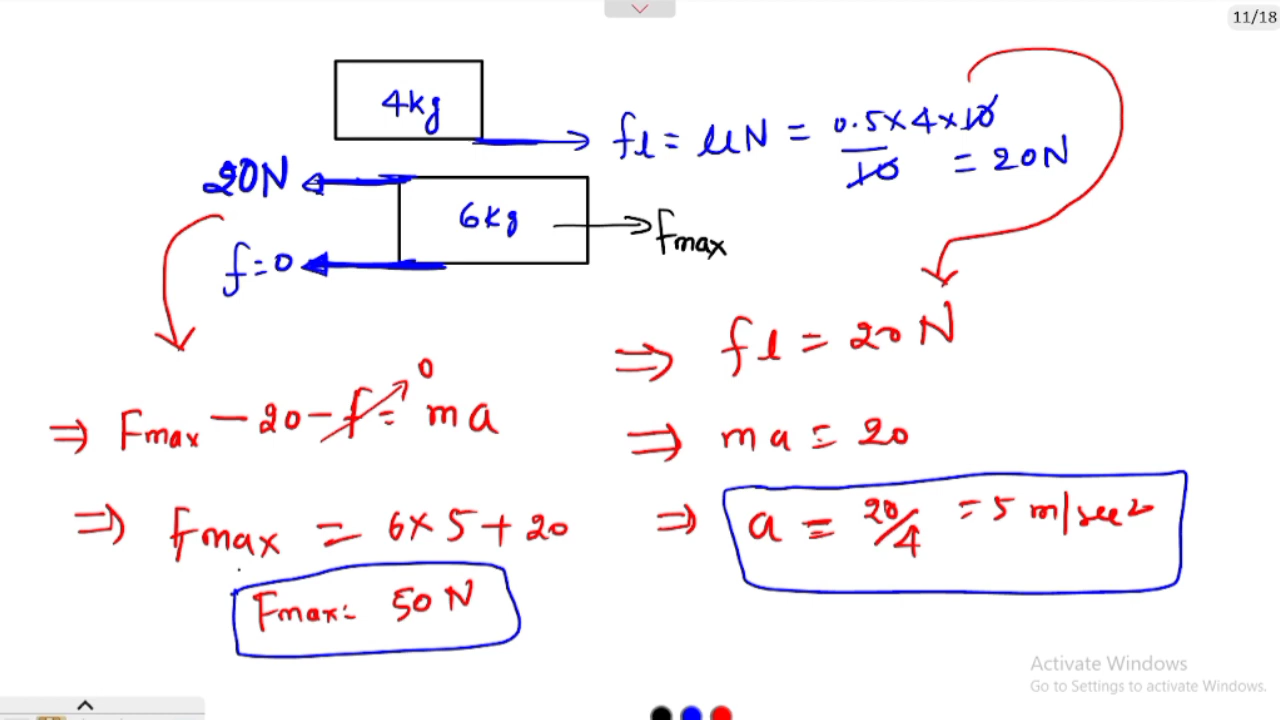 11/18
4kg
fl = μN = 0.5×4×10/10 = 20N
20N
6kg
Fmax
f=0
⇒ fl = 20N
⇒ Fmax − 20 − f = ma
0
⇒ ma = 20
⇒ Fmax = 6×5+20
⇒ a = 20/4 = 5 m/sec²
Fmax = 50 N
Activate Windows
Go to Settings to activate Windows.